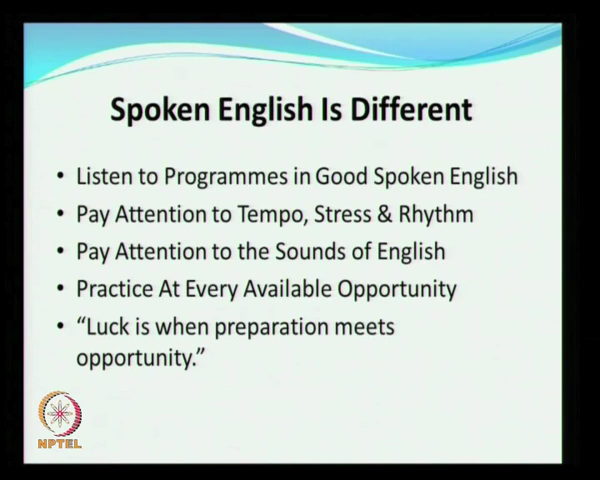 Spoken English Is Different
• Listen to Programmes in Good Spoken English
• Pay Attention to Tempo, Stress & Rhythm
• Pay Attention to the Sounds of English
• Practice At Every Available Opportunity
• “Luck is when preparation meets
opportunity.”
NPTEL